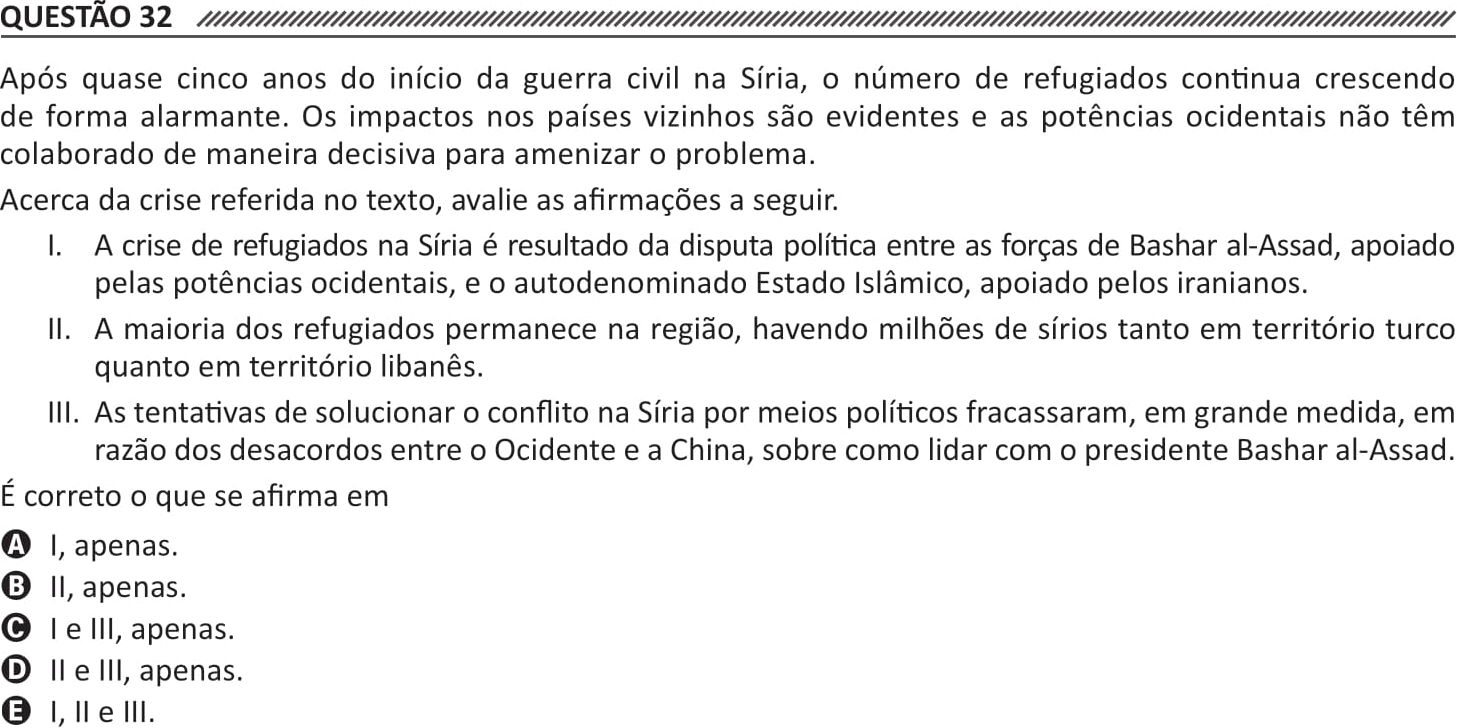 QUESTÃO 32
Após quase cinco anos do início da guerra civil na Síria, o número de refugiados continua crescendo
de forma alarmante. Os impactos nos países vizinhos são evidentes e as potências ocidentais não têm
colaborado de maneira decisiva para amenizar o problema.
Acerca da crise referida no texto, avalie as afirmações a seguir.
I. A crise de refugiados na Síria é resultado da disputa política entre as forças de Bashar al-Assad, apoiado
pelas potências ocidentais, e o autodenominado Estado Islâmico, apoiado pelos iranianos.
II. A maioria dos refugiados permanece na região, havendo milhões de sírios tanto em território turco
quanto em território libanês.
III. As tentativas de solucionar o conflito na Síria por meios políticos fracassaram, em grande medida, em
razão dos desacordos entre o Ocidente e a China, sobre como lidar com o presidente Bashar al-Assad.
É correto o que se afirma em
A I, apenas.
B II, apenas.
C I e III, apenas.
D II e III, apenas.
E I, II e III.